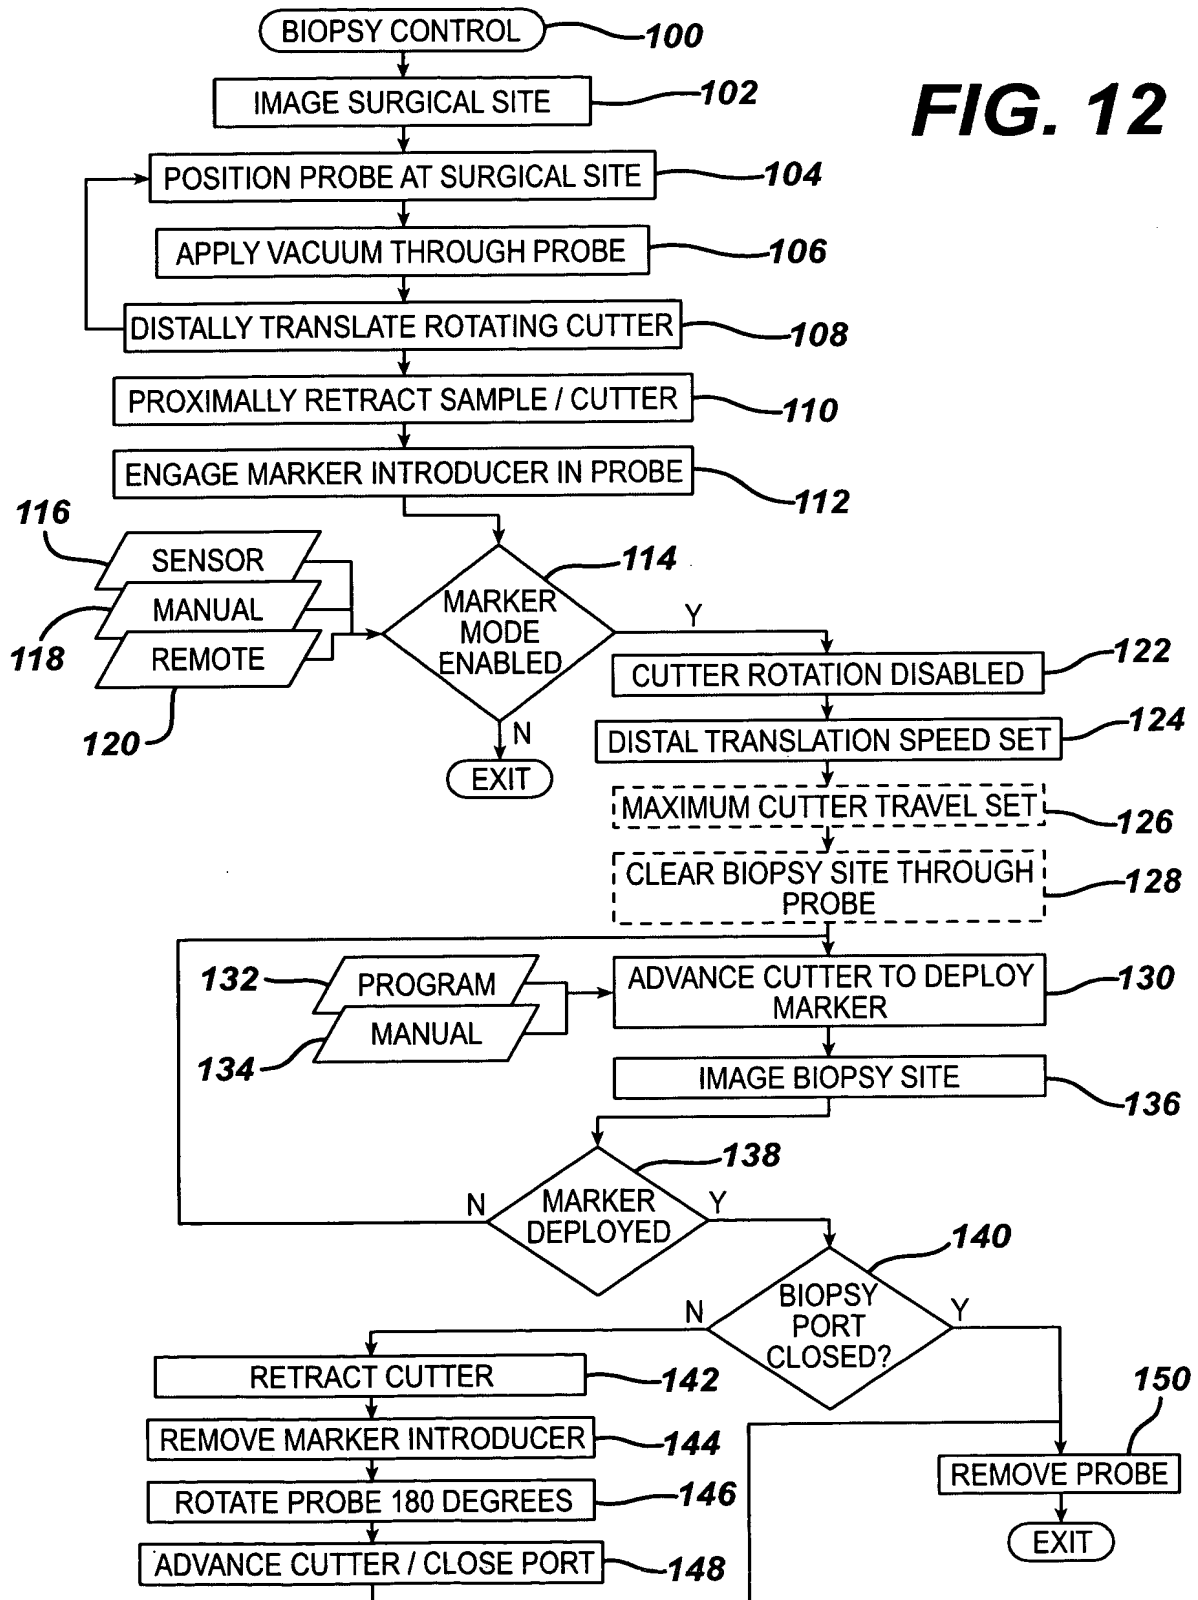 BIOPSY CONTROL
100
FIG. 12
IMAGE SURGICAL SITE
102
POSITION PROBE AT SURGICAL SITE
104
APPLY VACUUM THROUGH PROBE
106
DISTALLY TRANSLATE ROTATING CUTTER
108
PROXIMALLY RETRACT SAMPLE / CUTTER
110
ENGAGE MARKER INTRODUCER IN PROBE
112
116
SENSOR
118
MANUAL
REMOTE
120
114
MARKER
MODE
ENABLED
Y
N
EXIT
CUTTER ROTATION DISABLED
122
DISTAL TRANSLATION SPEED SET
124
MAXIMUM CUTTER TRAVEL SET
126
CLEAR BIOPSY SITE THROUGH
PROBE
128
132
PROGRAM
134
MANUAL
ADVANCE CUTTER TO DEPLOY
MARKER
130
IMAGE BIOPSY SITE
136
138
MARKER
DEPLOYED
N
Y
140
BIOPSY
PORT
CLOSED?
N
Y
RETRACT CUTTER
142
REMOVE MARKER INTRODUCER
144
ROTATE PROBE 180 DEGREES
146
ADVANCE CUTTER / CLOSE PORT
148
150
REMOVE PROBE
EXIT